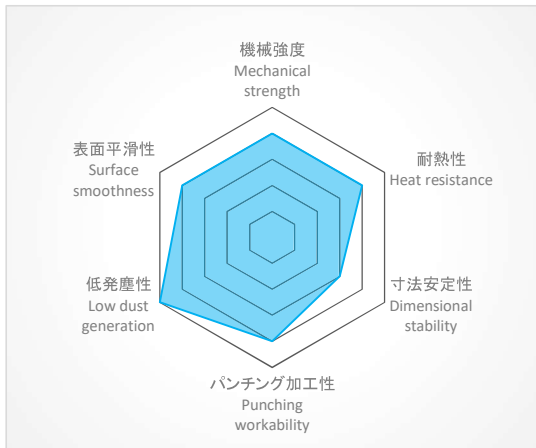 機械強度
Mechanical
strength
表面平滑性
Surface
smoothness
耐熱性
Heat resistance
低発塵性
Low dust
generation
寸法安定性
Dimensional
stability
パンチング加工性
Punching
workability